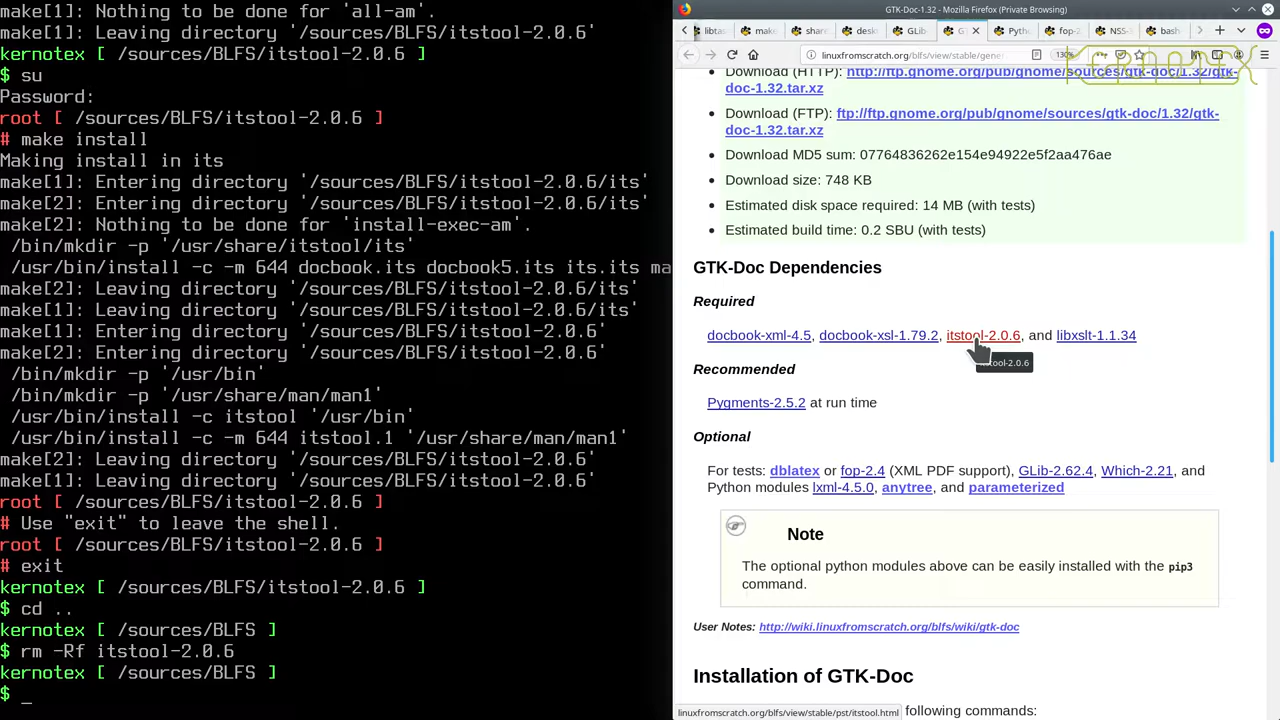 make[1]: Nothing to be done for 'all-am'.
make[1]: Leaving directory '/sources/BLFS/itstool-2.0.6'
kernotex [ /sources/BLFS/itstool-2.0.6 ]
$ su
Password:
root [ /sources/BLFS/itstool-2.0.6 ]
# make install
Making install in its
make[1]: Entering directory '/sources/BLFS/itstool-2.0.6/its'
make[2]: Entering directory '/sources/BLFS/itstool-2.0.6/its'
make[2]: Nothing to be done for 'install-exec-am'.
/bin/mkdir -p '/usr/share/itstool/its'
/usr/bin/install -c -m 644 docbook.its docbook5.its its.its ma
make[2]: Leaving directory '/sources/BLFS/itstool-2.0.6/its'
make[1]: Leaving directory '/sources/BLFS/itstool-2.0.6/its'
make[1]: Entering directory '/sources/BLFS/itstool-2.0.6'
make[2]: Entering directory '/sources/BLFS/itstool-2.0.6'
/bin/mkdir -p '/usr/bin'
/bin/mkdir -p '/usr/share/man/man1'
/usr/bin/install -c itstool '/usr/bin'
/usr/bin/install -c -m 644 itstool.1 '/usr/share/man/man1'
make[2]: Leaving directory '/sources/BLFS/itstool-2.0.6'
make[1]: Leaving directory '/sources/BLFS/itstool-2.0.6'
root [ /sources/BLFS/itstool-2.0.6 ]
# Use "exit" to leave the shell.
root [ /sources/BLFS/itstool-2.0.6 ]
# exit
kernotex [ /sources/BLFS/itstool-2.0.6 ]
$ cd ..
kernotex [ /sources/BLFS ]
$ rm -Rf itstool-2.0.6
kernotex [ /sources/BLFS ]
$ _
GTK-Doc-1.32 - Mozilla Firefox (Private Browsing)
libtas make share deskt GLib G Pytho fop-2 NSS- bash
linuxfromscratch.org/blfs/view/stable/gener 130%
KERNOTEX
Download (HTTP): http://ftp.gnome.org/pub/gnome/sources/gtk-doc/1.32/gtk-
doc-1.32.tar.xz
Download (FTP): ftp://ftp.gnome.org/pub/gnome/sources/gtk-doc/1.32/gtk-
doc-1.32.tar.xz
Download MD5 sum: 07764836262e154e94922e5f2aa476ae
Download size: 748 KB
Estimated disk space required: 14 MB (with tests)
Estimated build time: 0.2 SBU (with tests)
GTK-Doc Dependencies
Required
docbook-xml-4.5, docbook-xsl-1.79.2, itstool-2.0.6, and libxslt-1.1.34
Recommended
Pygments-2.5.2 at run time
Optional
For tests: dblatex or fop-2.4 (XML PDF support), GLib-2.62.4, Which-2.21, and
Python modules lxml-4.5.0, anytree, and parameterized
Note
The optional python modules above can be easily installed with the pip3
command.
User Notes: http://wiki.linuxfromscratch.org/blfs/wiki/gtk-doc
Installation of GTK-Doc
linuxfromscratch.org/blfs/view/stable/pst/itstool.html following commands: